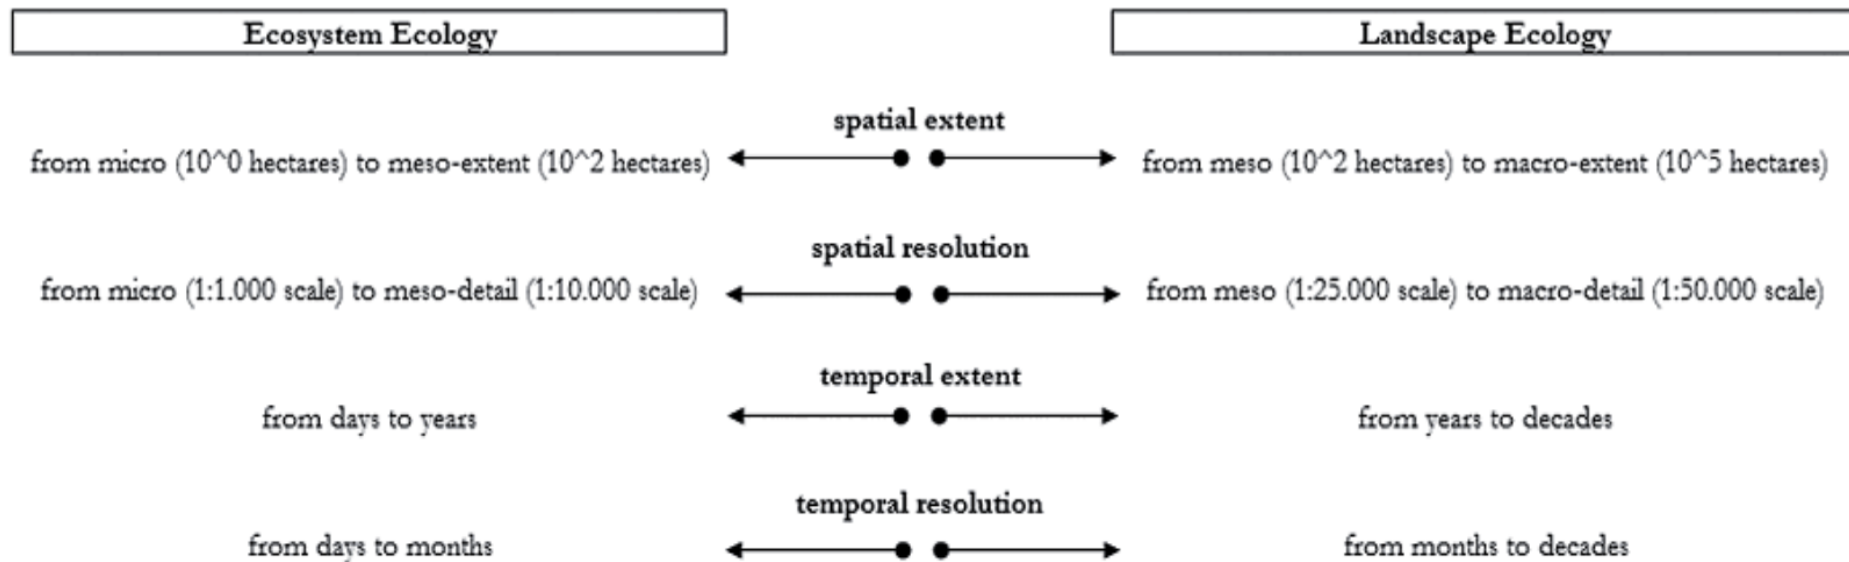 Ecosystem Ecology
Landscape Ecology
spatial extent
from micro (10^0 hectares) to meso-extent (10^2 hectares)
from meso (10^2 hectares) to macro-extent (10^5 hectares)
spatial resolution
from micro (1:1.000 scale) to meso-detail (1:10.000 scale)
from meso (1:25.000 scale) to macro-detail (1:50.000 scale)
temporal extent
from days to years
from years to decades
temporal resolution
from days to months
from months to decades